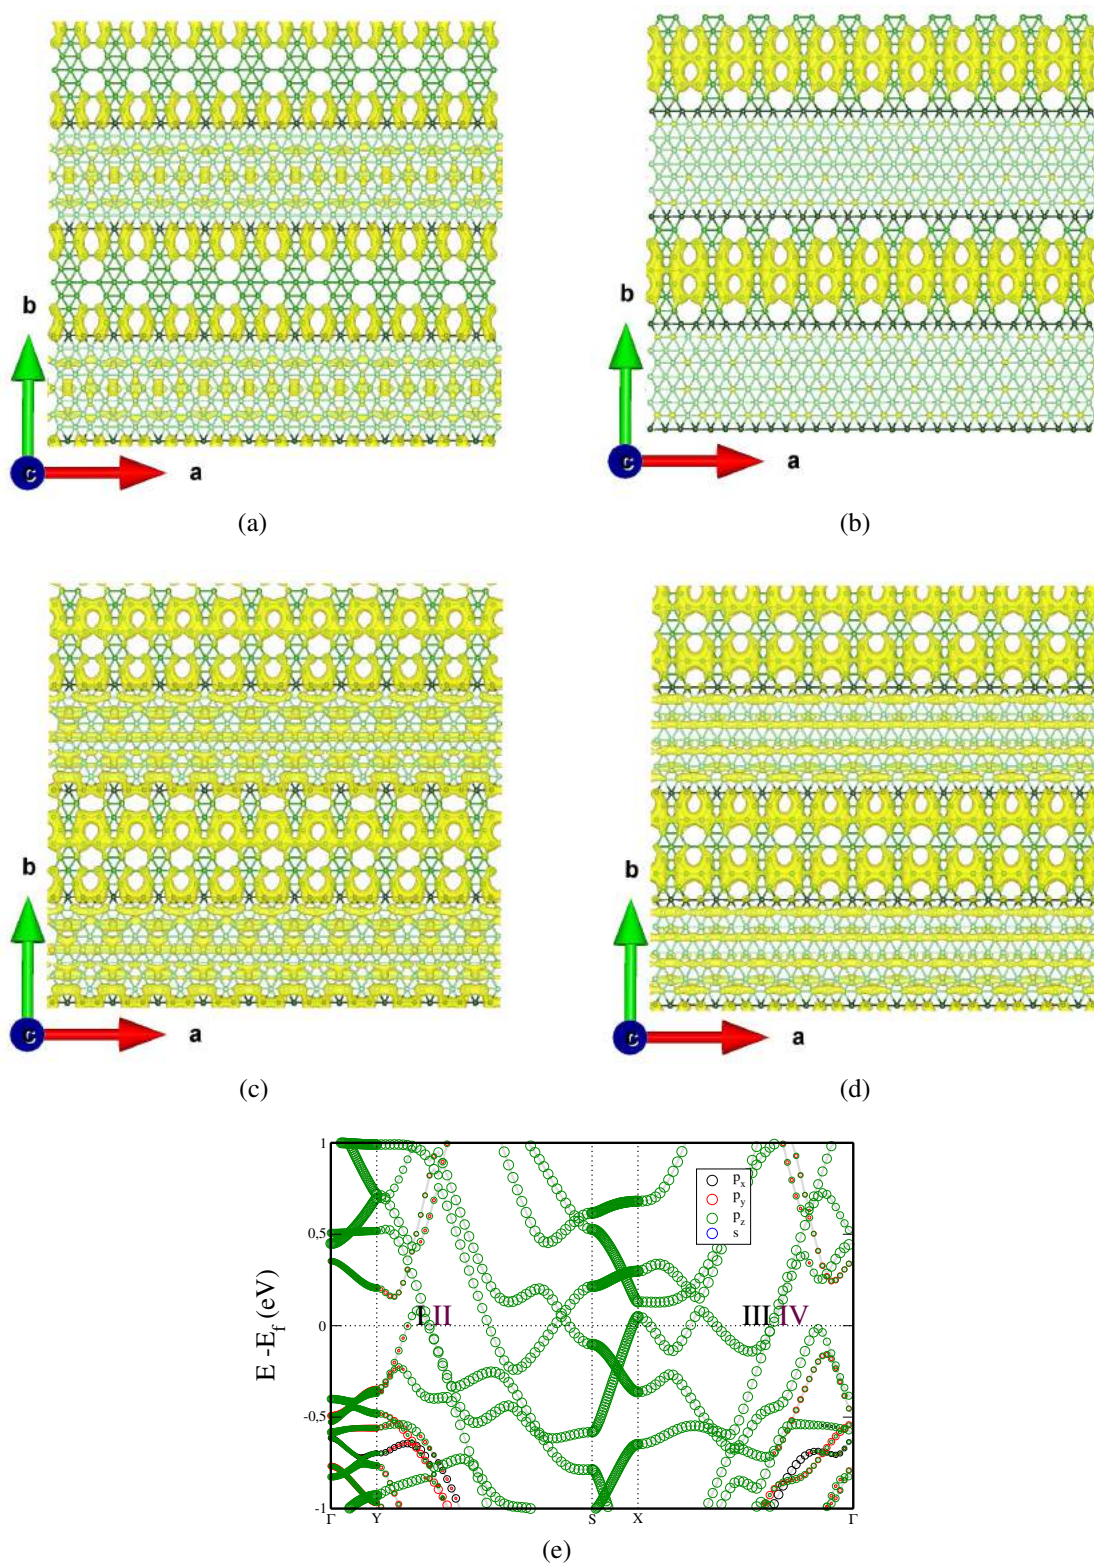 b
b
c
a
c
a
(a)
(b)
b
b
c
a
c
a
(c)
(d)
1
0,5
0
-0,5
-1
E -E_f (eV)
p_x
p_y
p_z
s
I II
III IV
Γ Y S X Γ
(e)